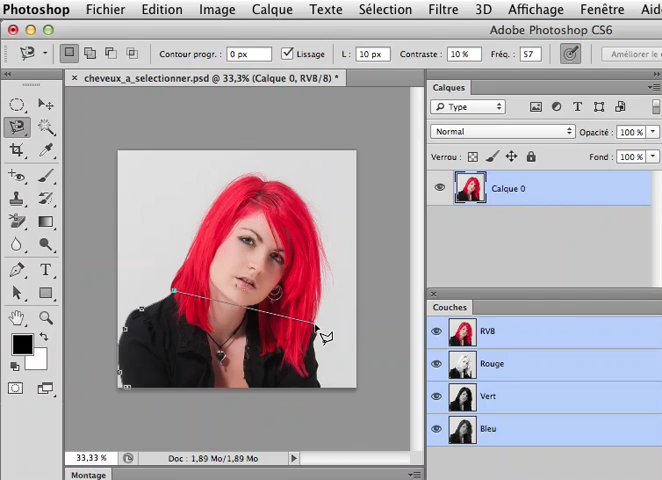 Photoshop Fichier Edition Image Calque Texte Sélection Filtre 3D Affichage Fenêtre Aide
Adobe Photoshop CS6
Contour progr. : 0 px Lissage L : 10 px Contraste : 10 % Fréq. : 57 Améliorer le
× cheveux_a_selectionner.psd @ 33,3% (Calque 0, RVB/8) *
Calques
Type
Normal Opacité : 100 %
Verrou : Fond : 100 %
Calque 0
Couches
RVB
Rouge
Vert
Bleu
33,33 % Doc : 1,89 Mo/1,89 Mo
Montage